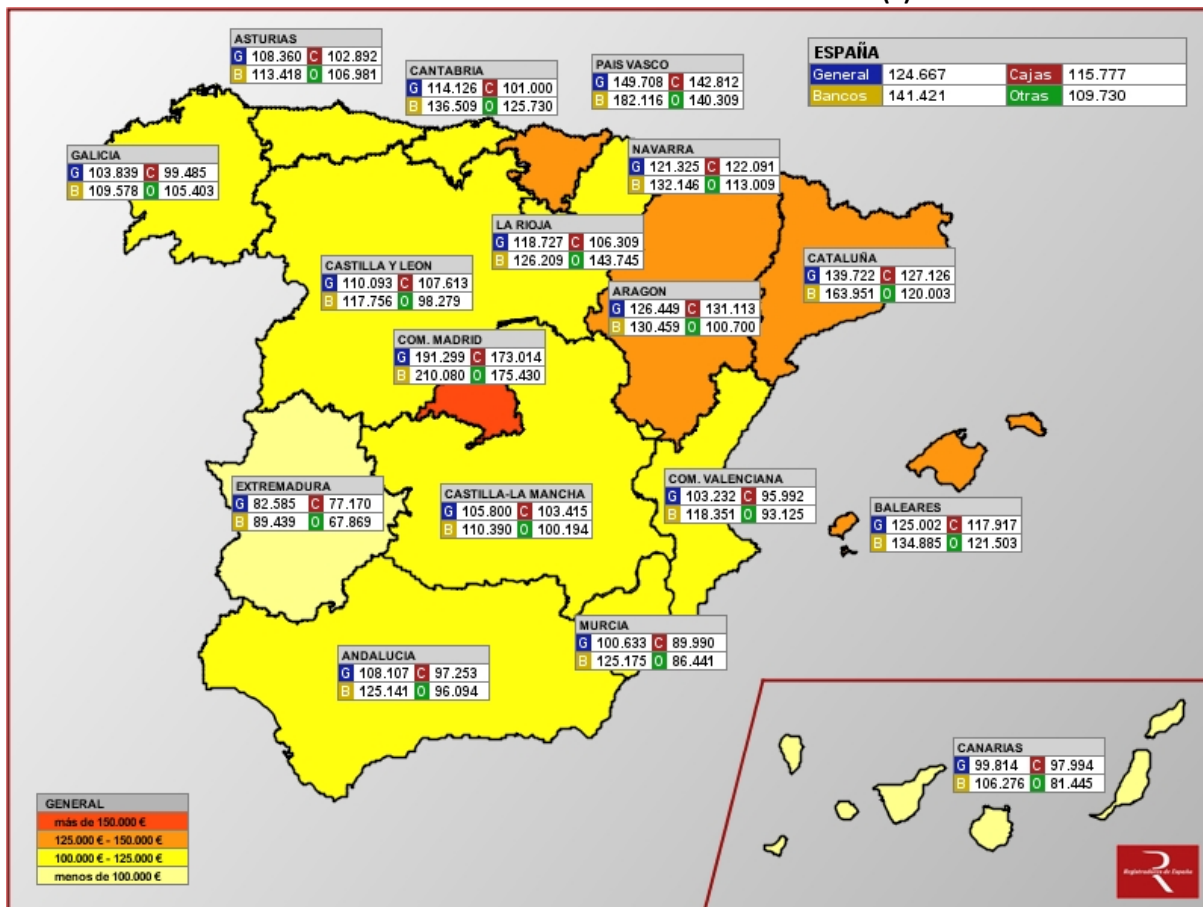 ASTURIAS
G 108.360 C 102.892
B 113.418 O 106.981
CANTABRIA
G 114.126 C 101.000
B 136.509 O 125.730
PAIS VASCO
G 149.708 C 142.812
B 182.116 O 140.309
ESPAÑA
General 124.667 Cajas 115.777
Bancos 141.421 Otras 109.730
GALICIA
G 103.839 C 99.485
B 109.578 O 105.403
NAVARRA
G 121.325 C 122.091
B 132.146 O 113.009
LA RIOJA
G 118.727 C 106.309
B 126.209 O 143.745
CASTILLA Y LEON
G 110.093 C 107.613
B 117.756 O 98.279
CATALUÑA
G 139.722 C 127.126
B 163.951 O 120.003
ARAGON
G 126.449 C 131.113
B 130.459 O 100.700
COM. MADRID
G 191.299 C 173.014
B 210.080 O 175.430
EXTREMADURA
G 82.585 C 77.170
B 89.439 O 67.869
CASTILLA-LA MANCHA
G 105.800 C 103.415
B 110.390 O 100.194
COM. VALENCIANA
G 103.232 C 95.992
B 118.351 O 93.125
BALEARES
G 125.002 C 117.917
B 134.885 O 121.503
MURCIA
G 100.633 C 89.990
B 125.175 O 86.441
ANDALUCIA
G 108.107 C 97.253
B 125.141 O 96.094
CANARIAS
G 99.814 C 97.994
B 106.276 O 81.445
GENERAL
más de 150.000 €
125.000 € - 150.000 €
100.000 € - 125.000 €
menos de 100.000 €
Registradores de España